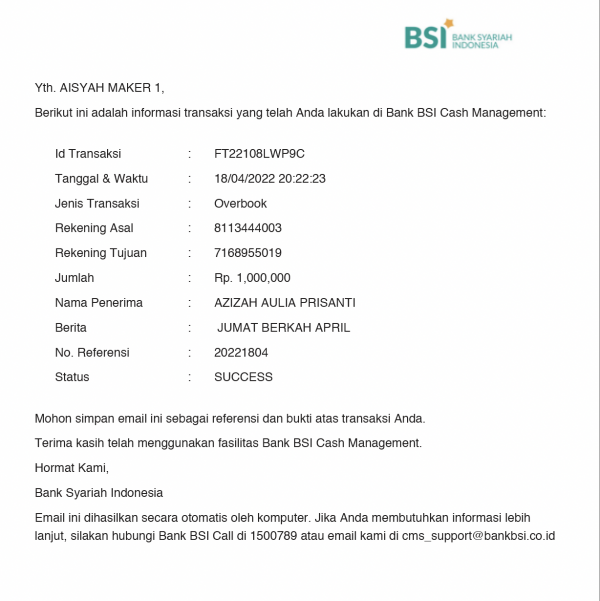 BSI BANK SYARIAH
INDONESIA
Yth. AISYAH MAKER 1,
Berikut ini adalah informasi transaksi yang telah Anda lakukan di Bank BSI Cash Management:
Id Transaksi : FT22108LWP9C
Tanggal & Waktu : 18/04/2022 20:22:23
Jenis Transaksi : Overbook
Rekening Asal : 8113444003
Rekening Tujuan : 7168955019
Jumlah : Rp. 1,000,000
Nama Penerima : AZIZAH AULIA PRISANTI
Berita : JUMAT BERKAH APRIL
No. Referensi : 20221804
Status : SUCCESS
Mohon simpan email ini sebagai referensi dan bukti atas transaksi Anda.
Terima kasih telah menggunakan fasilitas Bank BSI Cash Management.
Hormat Kami,
Bank Syariah Indonesia
Email ini dihasilkan secara otomatis oleh komputer. Jika Anda membutuhkan informasi lebih
lanjut, silakan hubungi Bank BSI Call di 1500789 atau email kami di cms_support@bankbsi.co.id